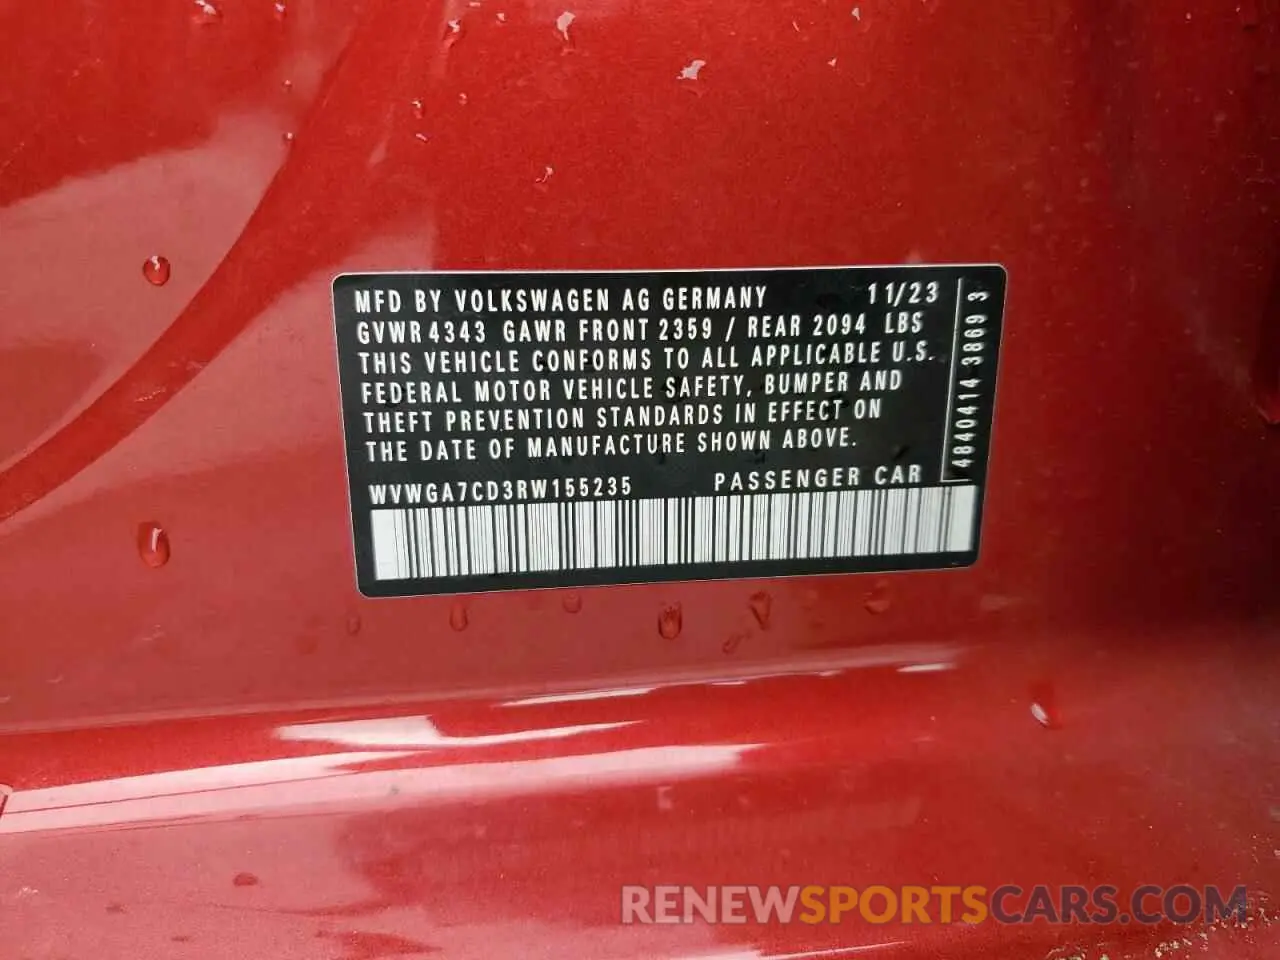 MFD BY VOLKSWAGEN AG GERMANY 11/23
GVWR 4343 GAWR FRONT 2359 / REAR 2094 LBS
THIS VEHICLE CONFORMS TO ALL APPLICABLE U.S.
FEDERAL MOTOR VEHICLE SAFETY, BUMPER AND
THEFT PREVENTION STANDARDS IN EFFECT ON
THE DATE OF MANUFACTURE SHOWN ABOVE.
WVWGA7CD3RW155235 PASSENGER CAR
4840414 3869 3
RENEWSPORTSCARS.COM